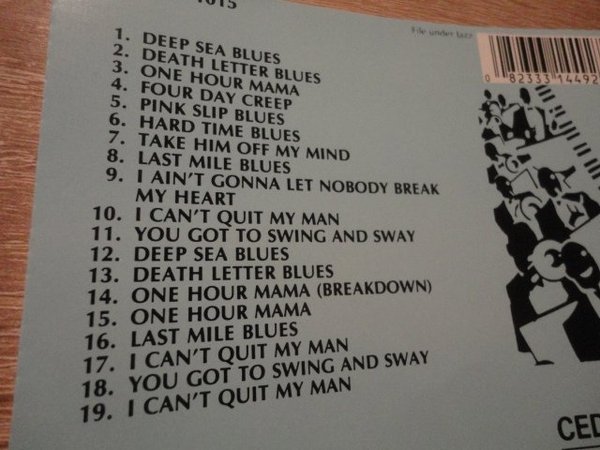 1015
File under Jazz
1. DEEP SEA BLUES
2. DEATH LETTER BLUES
3. ONE HOUR MAMA
4. FOUR DAY CREEP
5. PINK SLIP BLUES
6. HARD TIME BLUES
7. TAKE HIM OFF MY MIND
8. LAST MILE BLUES
9. I AIN'T GONNA LET NOBODY BREAK
MY HEART
10. I CAN'T QUIT MY MAN
11. YOU GOT TO SWING AND SWAY
12. DEEP SEA BLUES
13. DEATH LETTER BLUES
14. ONE HOUR MAMA (BREAKDOWN)
15. ONE HOUR MAMA
16. LAST MILE BLUES
17. I CAN'T QUIT MY MAN
18. YOU GOT TO SWING AND SWAY
19. I CAN'T QUIT MY MAN
0 82333 14492
CED